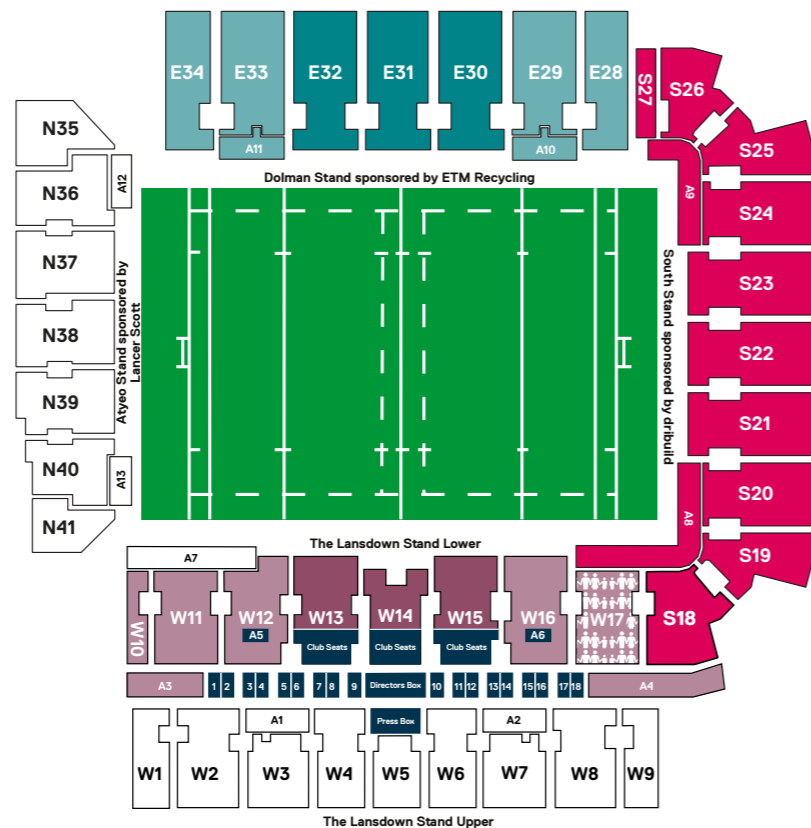 E34
E33
E32
E31
E30
E29
E28
S27
S26
A11
A10
N35
S25
A12
N36
Dolman Stand sponsored by ETM Recycling
A9
S24
N37
S23
Atyeo Stand sponsored by
Lancer Scott
South Stand sponsored by dribuild
N38
S22
N39
S21
N40
A13
A8
S20
N41
The Lansdown Stand Lower
S19
A7
W10
W11
W12
W13
W14
W15
W16
W17
S18
A5
A6
Club Seats
Club Seats
Club Seats
A3
1
2
3
4
5
6
7
8
9
Directors Box
10
11
12
13
14
15
16
17
18
A4
A1
Press Box
A2
W1
W2
W3
W4
W5
W6
W7
W8
W9
The Lansdown Stand Upper